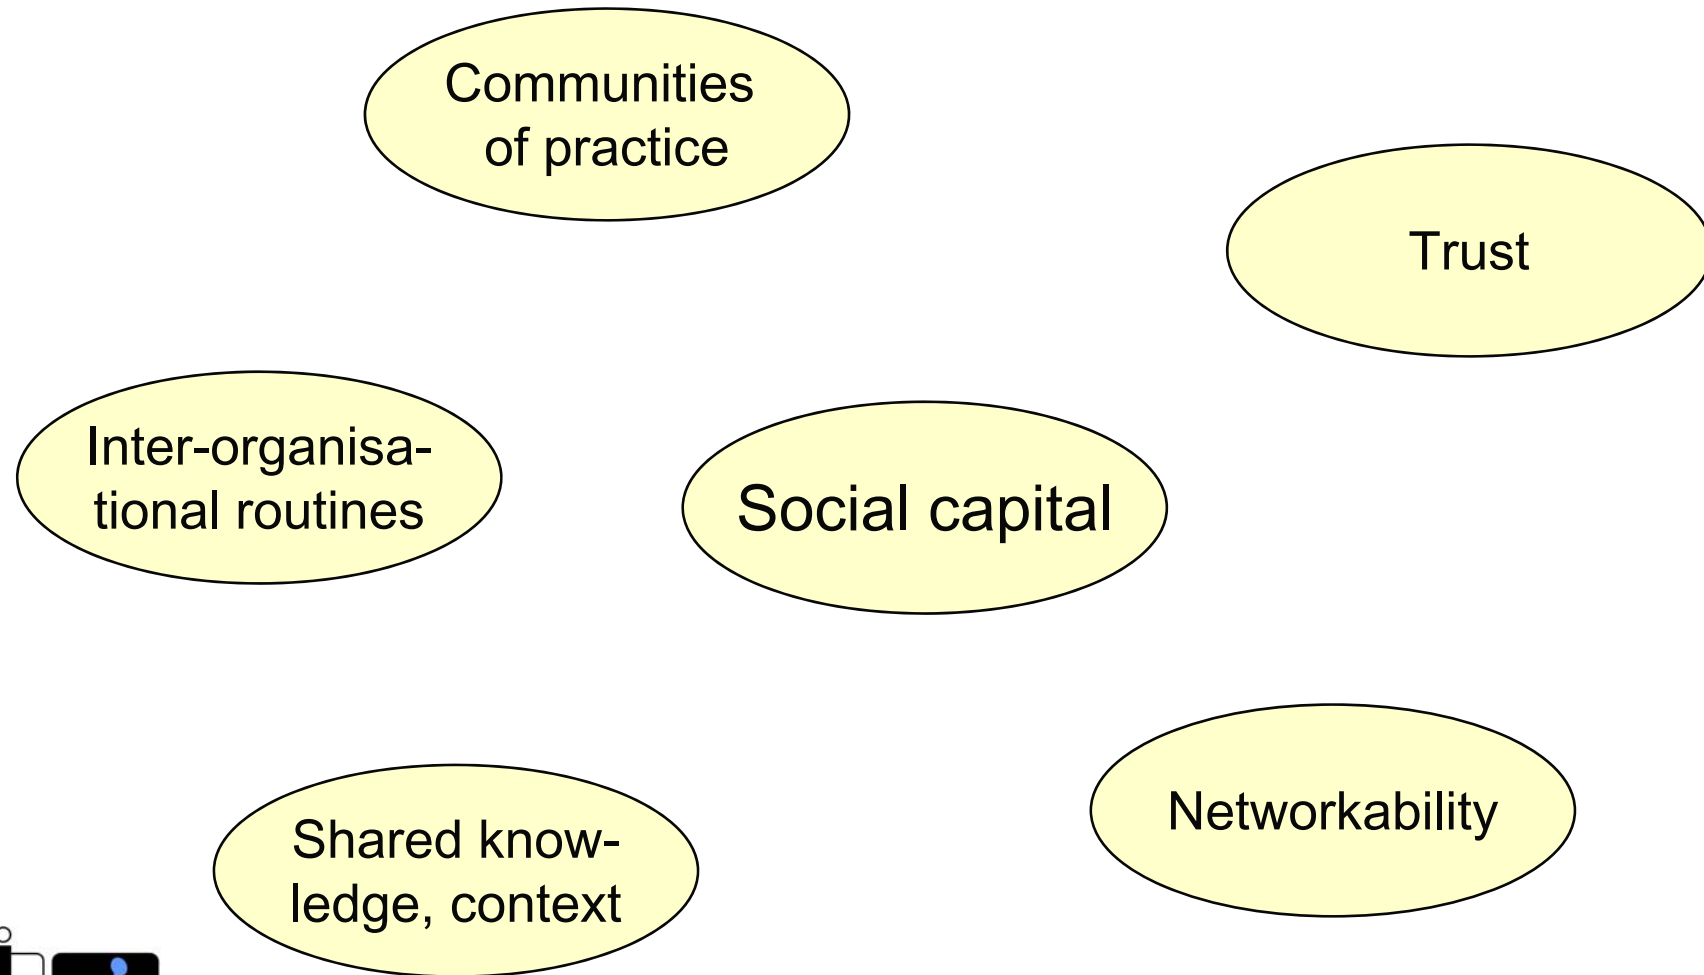 Communities
of practice
Trust
Inter-organisa-
tional routines
Social capital
Networkability
Shared know-
ledge, context